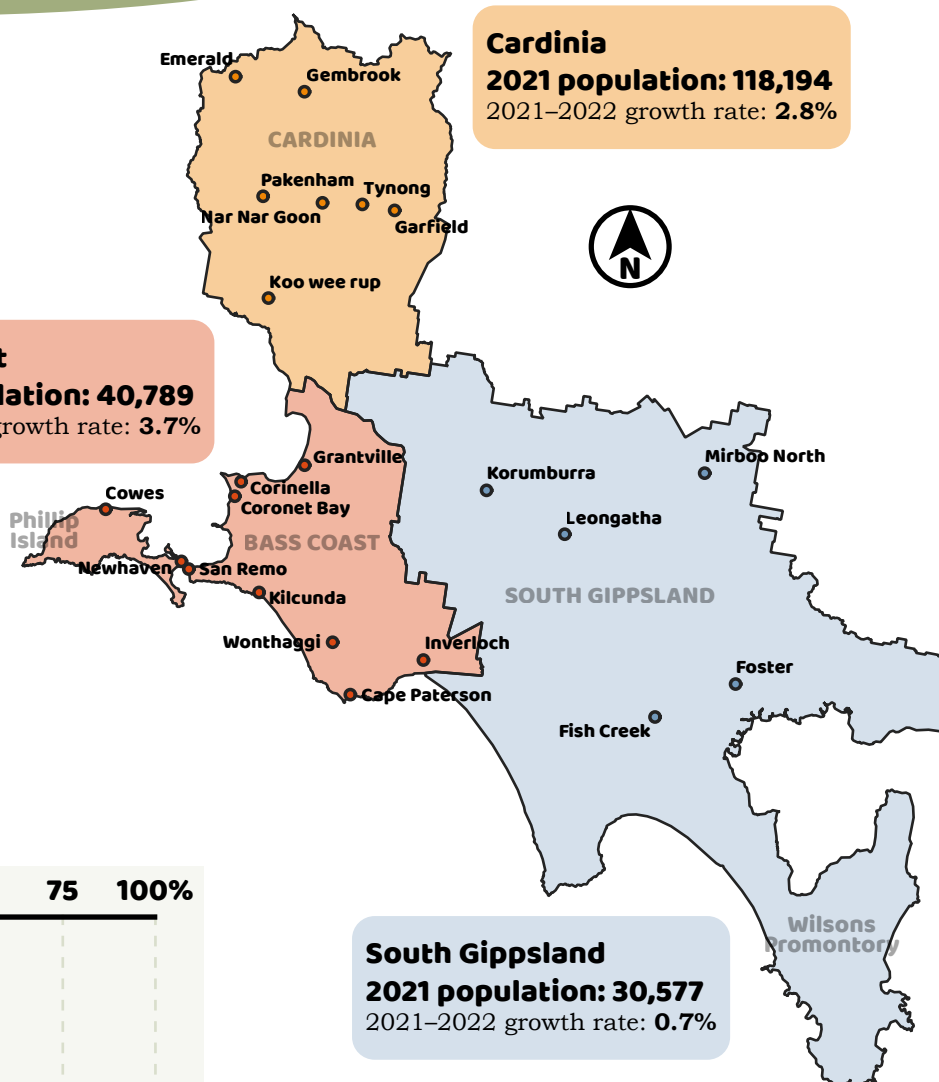 Cardinia
2021 population: 118,194
2021–2022 growth rate: 2.8%
Emerald
Gembrook
CARDINIA
Pakenham
Tynong
Nar Nar Goon
Garfield
Koo wee rup
N
40,789
growth rate: 3.7%
Grantville
Corinella
Coronet Bay
Cowes
Phillip
Island
BASS COAST
Newhaven
San Remo
Kilcunda
Wonthaggi
Inverloch
Cape Paterson
Korumburra
Mirboo North
Leongatha
SOUTH GIPPSLAND
Foster
Fish Creek
Wilsons
Promontory
75 100%
South Gippsland
2021 population: 30,577
2021–2022 growth rate: 0.7%